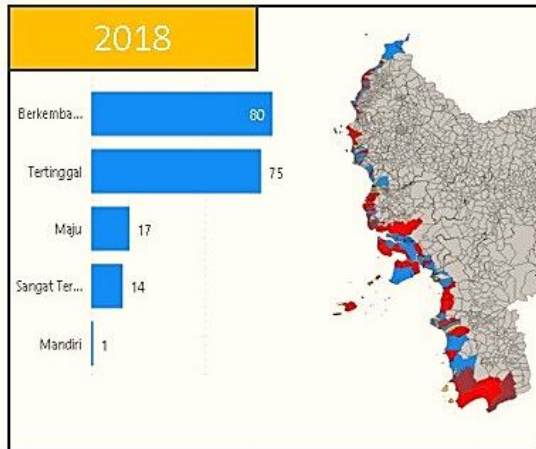 2018
Berkemba... 80
Tertinggal 75
Maju 17
Sangat Ter... 14
Mandiri 1